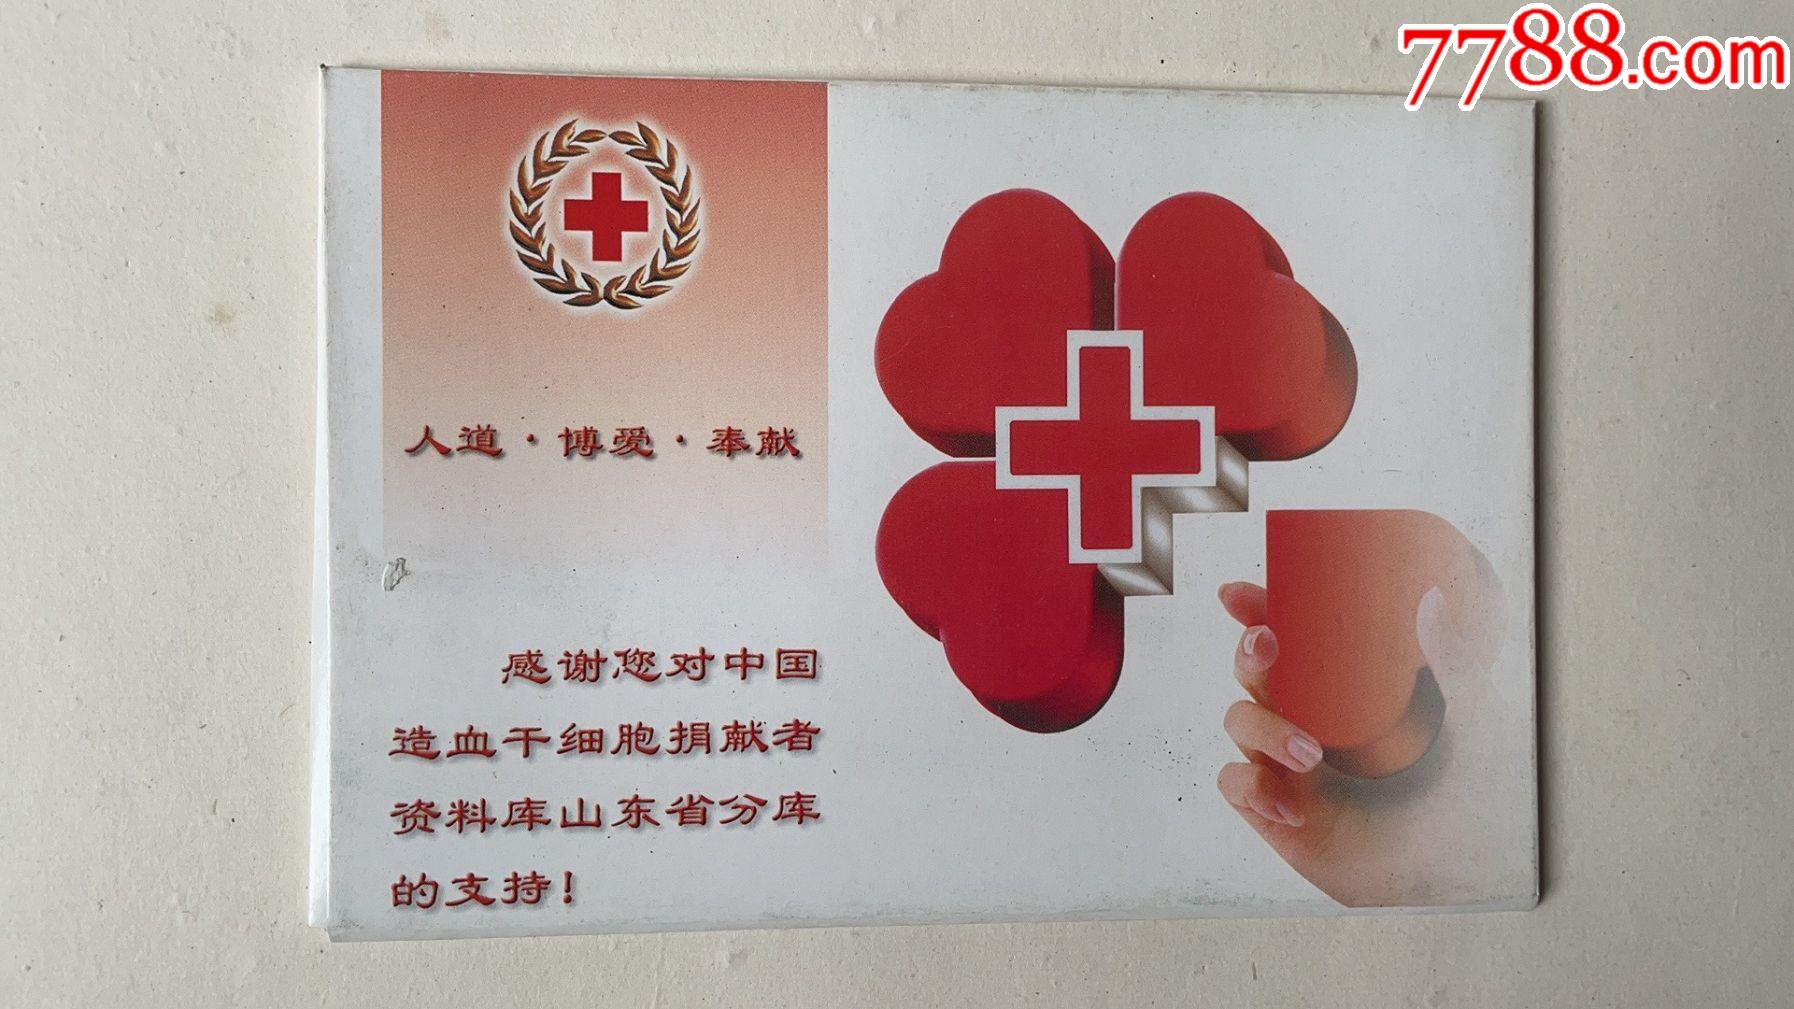 7788.com
人道·博爱·奉献
感谢您对中国
造血干细胞捐献者
资料库山东省分库
的支持！